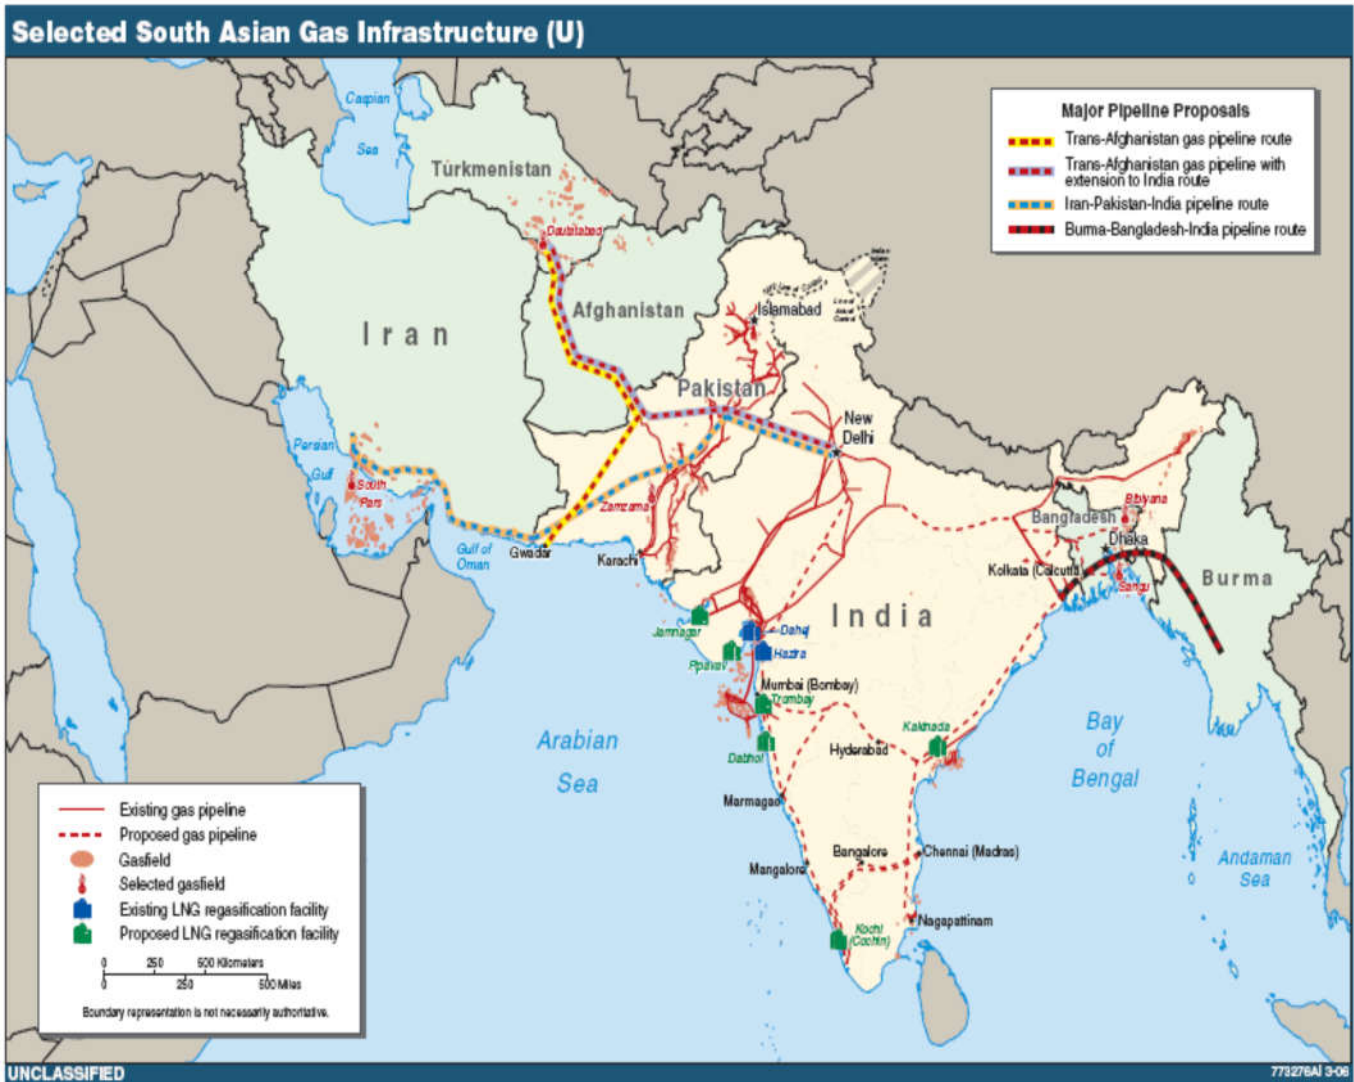 Selected South Asian Gas Infrastructure (U)
Major Pipeline Proposals
Trans-Afghanistan gas pipeline route
Trans-Afghanistan gas pipeline with
extension to India route
Iran-Pakistan-India pipeline route
Burma-Bangladesh-India pipeline route
Caspian
Sea
Turkmenistan
Dauletabad
Afghanistan
Iran
Islamabad
Line of
Actual
Control
Pakistan
New
Delhi
Persian
Gulf
South
Pars
Zamzama
Bibiyana
Bangladesh
Dhaka
Gulf of
Oman
Gwadar
Karachi
Kolkata (Calcutta)
Sangu
Burma
India
Jamnagar
Dahej
Pipavav
Hazira
Mumbai (Bombay)
Trombay
Arabian
Sea
Dabhol
Hyderabad
Kakinada
Bay
of
Bengal
Marmagao
Mangalore
Bangalore
Chennai (Madras)
Andaman
Sea
Nagapattinam
Kochi
(Cochin)
Existing gas pipeline
Proposed gas pipeline
Gasfield
Selected gasfield
Existing LNG regasification facility
Proposed LNG regasification facility
0 250 500 Kilometers
0 250 500 Miles
Boundary representation is not necessarily authoritative.
UNCLASSIFIED
773276AI 3-06